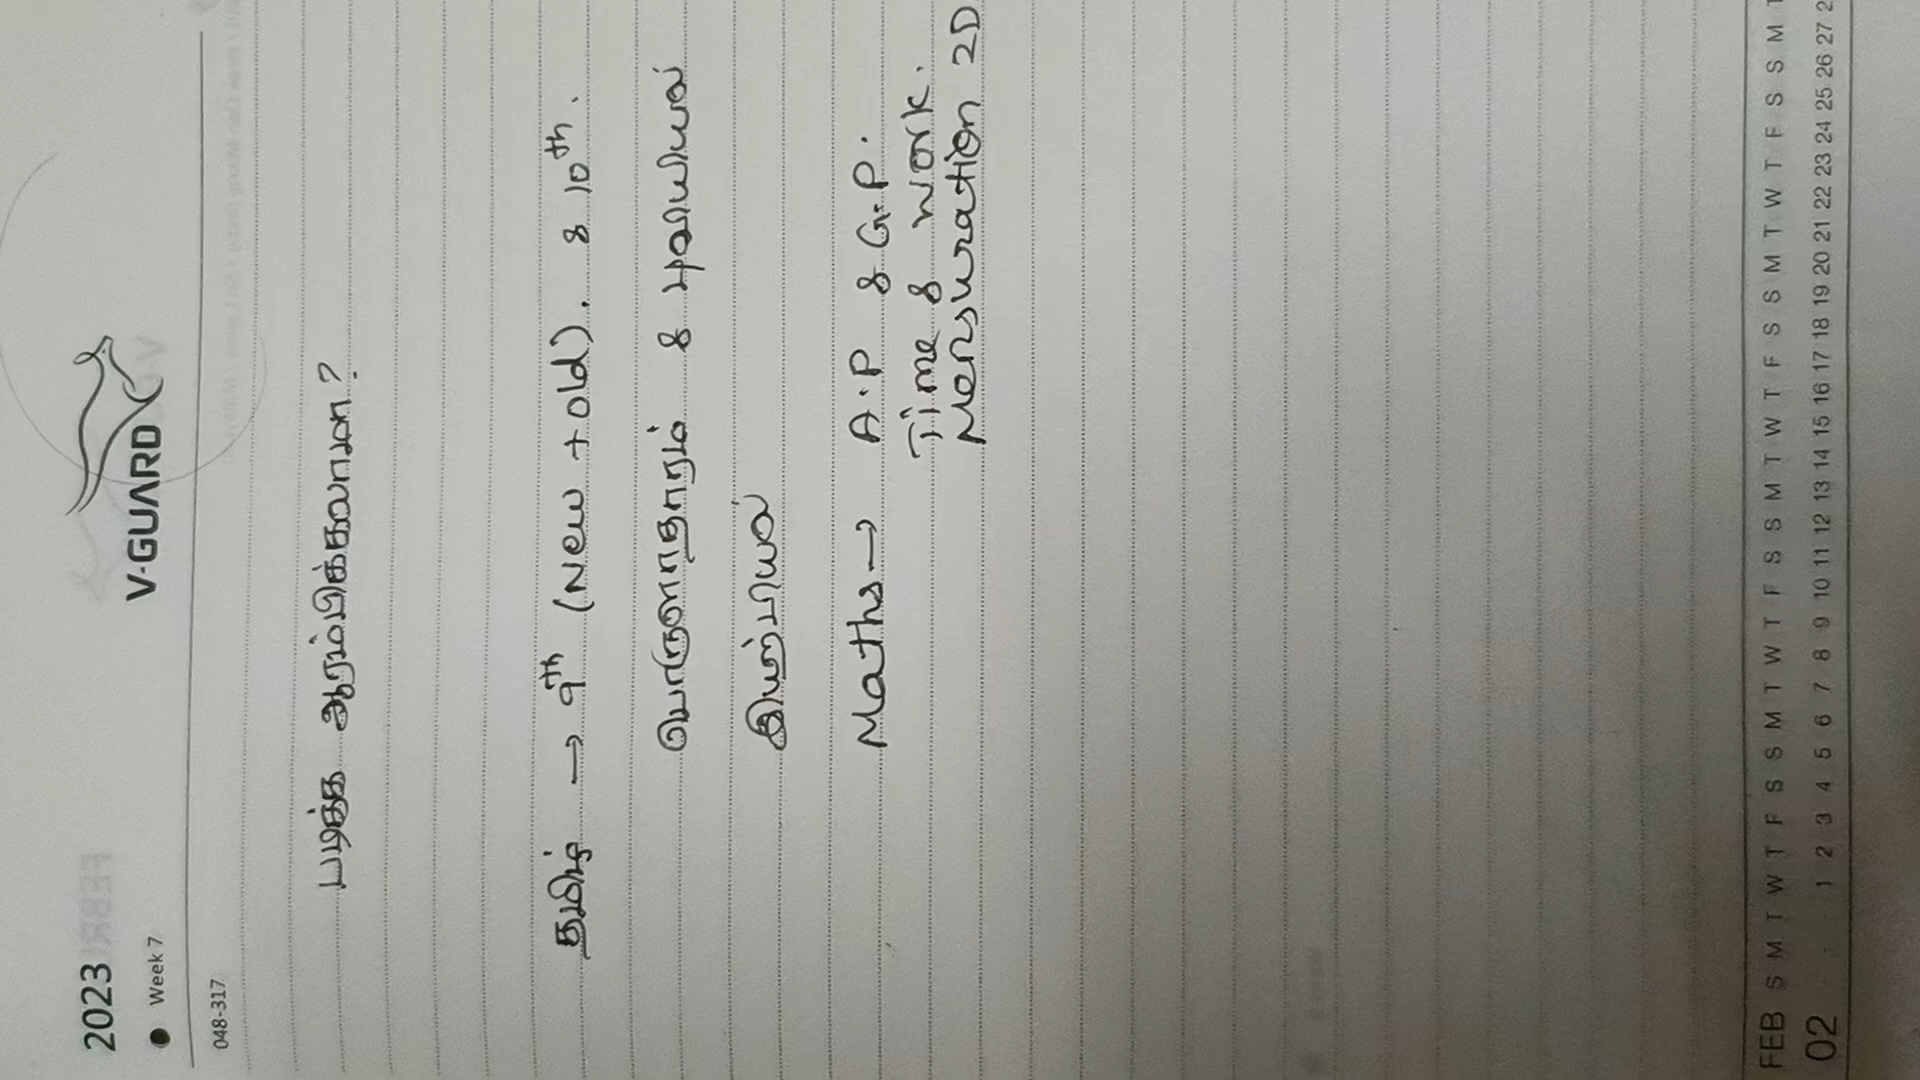 2023
V-GUARD
Week 7
048-317
படிக்க ஆரம்பிக்கலாமா?
தமிழ் → 9th (New + old). & 10th.
பொருளாதாரம் & புவியியல்
இயற்பியல்
Maths → A.P & G.P.
Time & work.
Mensuration 2D
FEB S M T W T F S S M T W T F S S M T W T F S S M T W T F S S M T
02 1 2 3 4 5 6 7 8 9 10 11 12 13 14 15 16 17 18 19 20 21 22 23 24 25 26 27 2